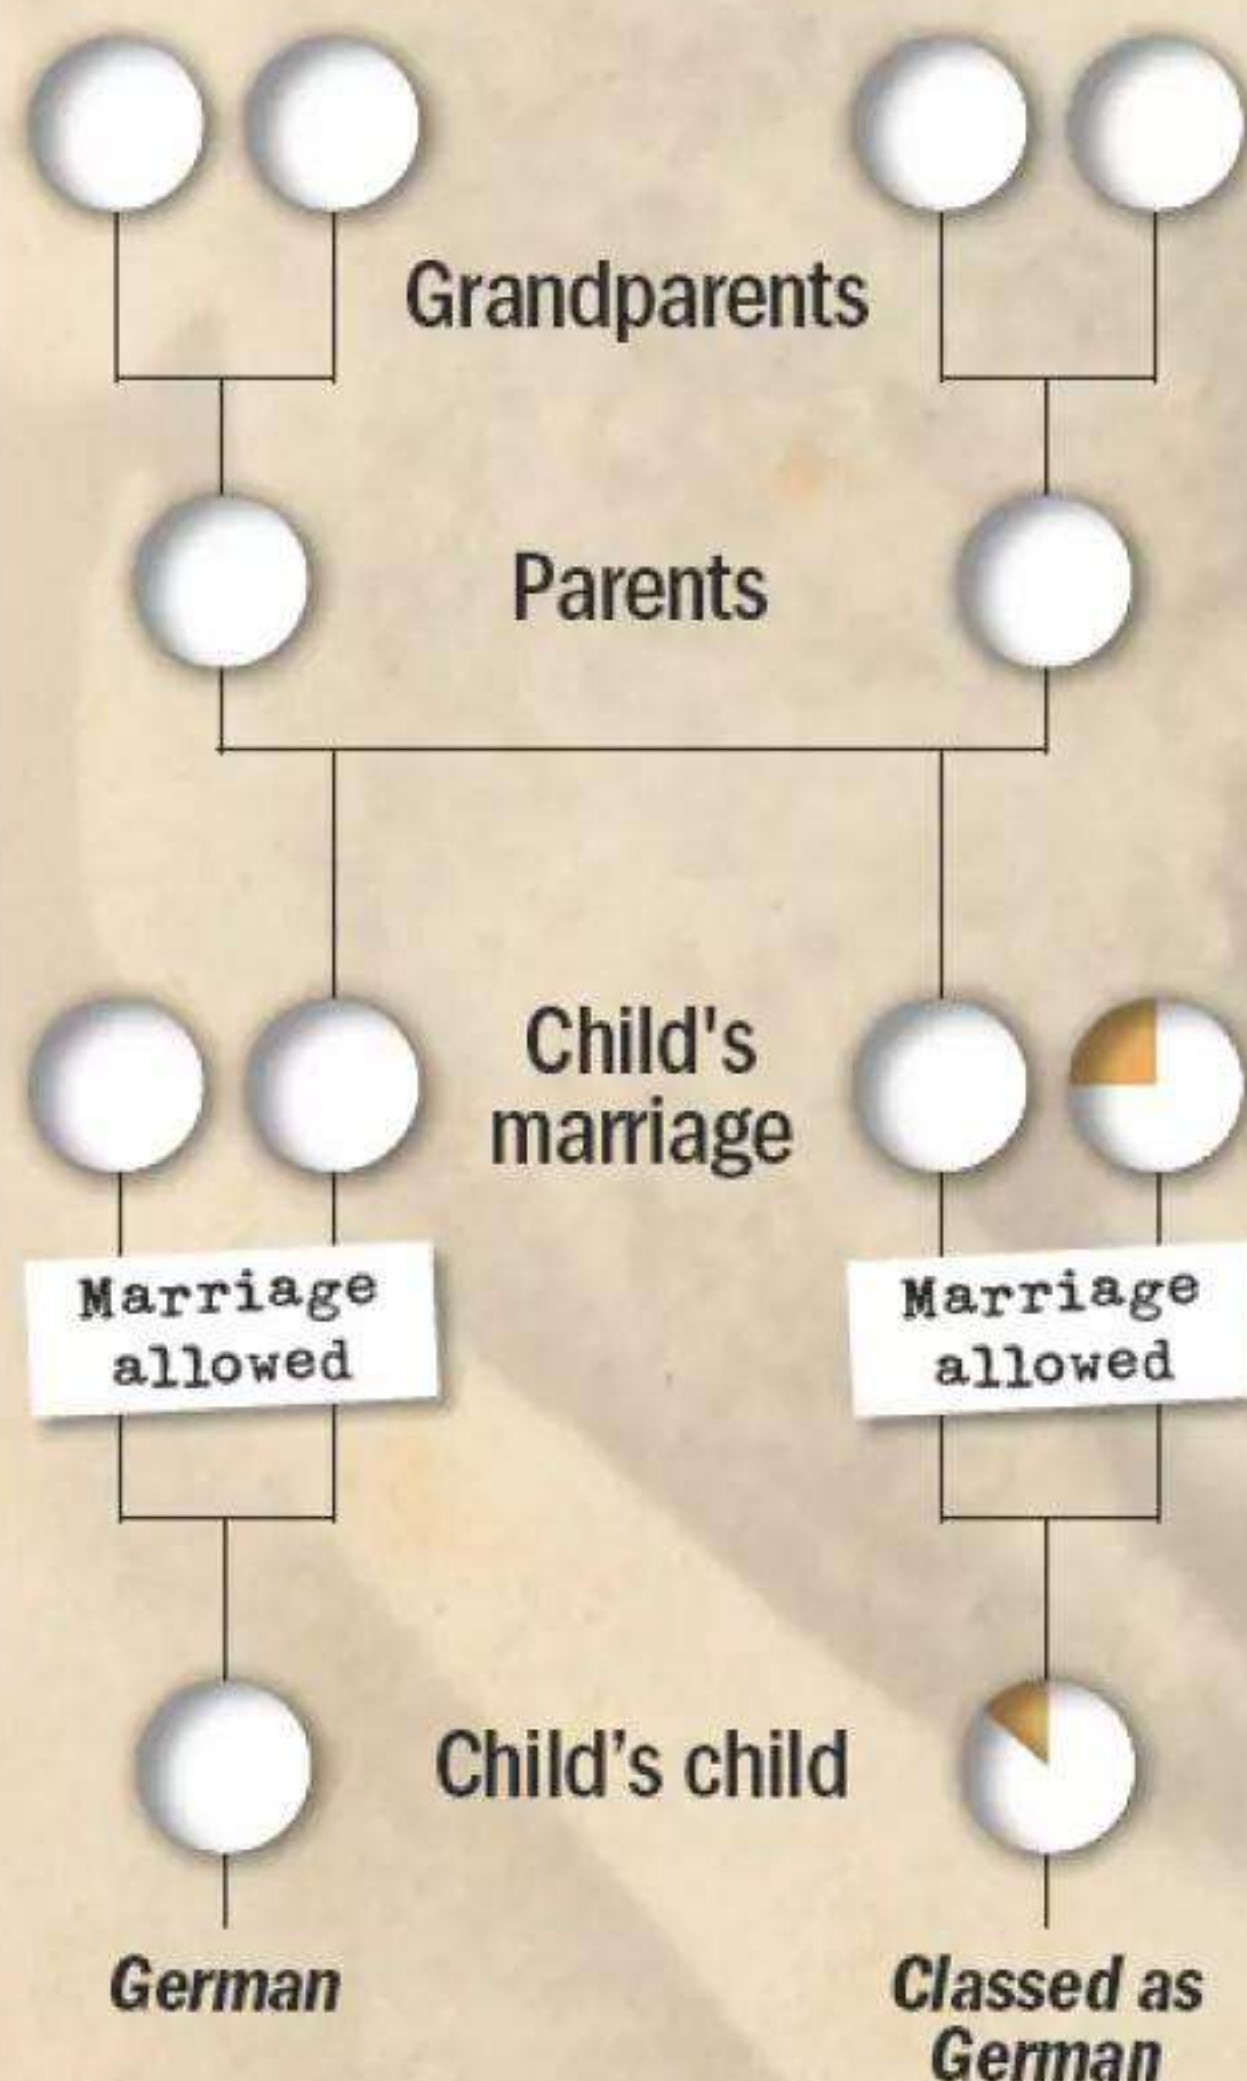 Grandparents
Parents
Child's
marriage
Marriage
allowed
Marriage
allowed
Child’s child
German
Classed as
German